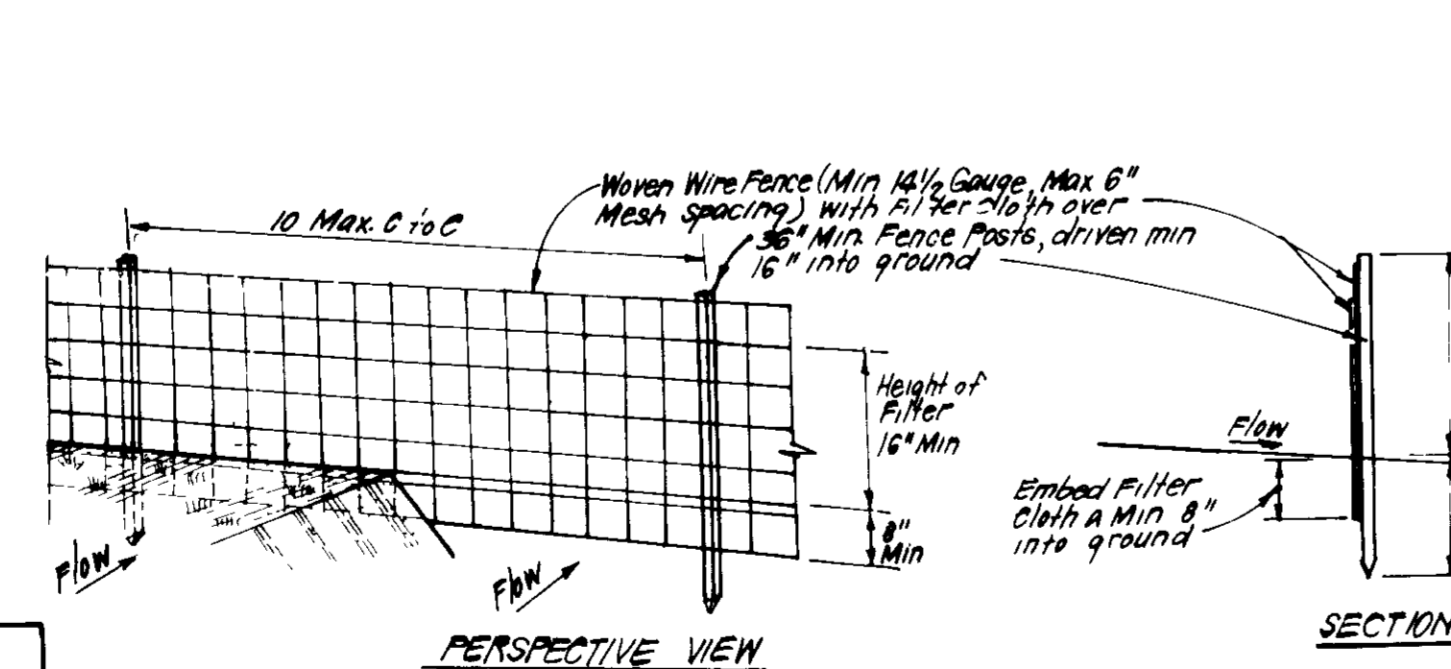 Woven Wire Fence (Min 14½ Gauge, Max 6"
Mesh Spacing) with Filter Cloth over
36" Min Fence Posts, driven min
16" into ground
10 Max. C to C
Height of
Filter
16" Min
8"
Min
Flow
Flow
PERSPECTIVE VIEW
Flow
Embed Filter
Cloth A Min 8"
into ground
SECTION